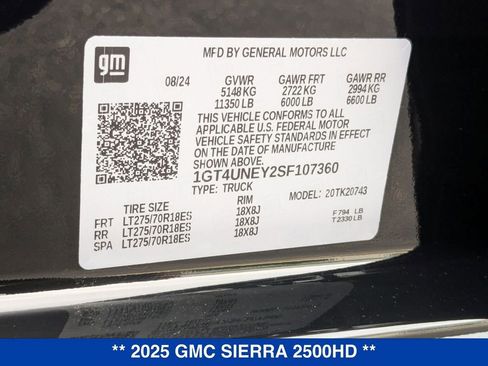 gm
MFD BY GENERAL MOTORS LLC
08/24 GVWR GAWR FRT GAWR RR
5148 KG 2722 KG 2994 KG
11350 LB 6000 LB 6600 LB
THIS VEHICLE CONFORMS TO ALL
APPLICABLE U.S. FEDERAL MOTOR
VEHICLE SAFETY STANDARDS IN EFFECT
ON THE DATE OF MANUFACTURE
SHOWN ABOVE.
1GT4UNEY2SF107360
TYPE: TRUCK MODEL: 20TK20743
TIRE SIZE RIM
FRT LT275/70R18ES 18X8J F 794 LB
RR LT275/70R18ES 18X8J T 2330 LB
SPA LT275/70R18ES 18X8J
** 2025 GMC SIERRA 2500HD **